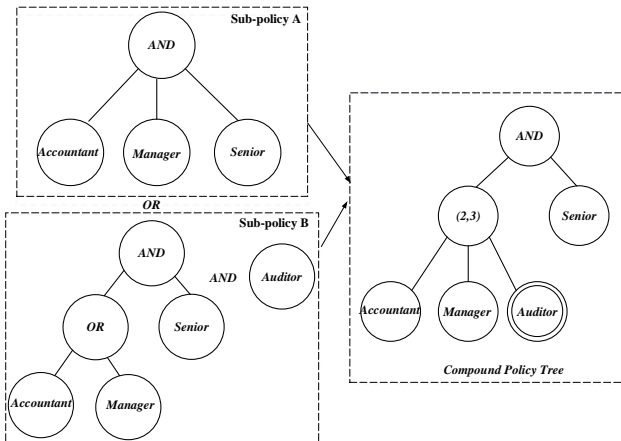 Sub-policy A
AND
Accountant
Manager
Senior
OR
Sub-policy B
AND
AND
Auditor
OR
Senior
Accountant
Manager
AND
(2,3)
Senior
Accountant
Manager
Auditor
Compound Policy Tree